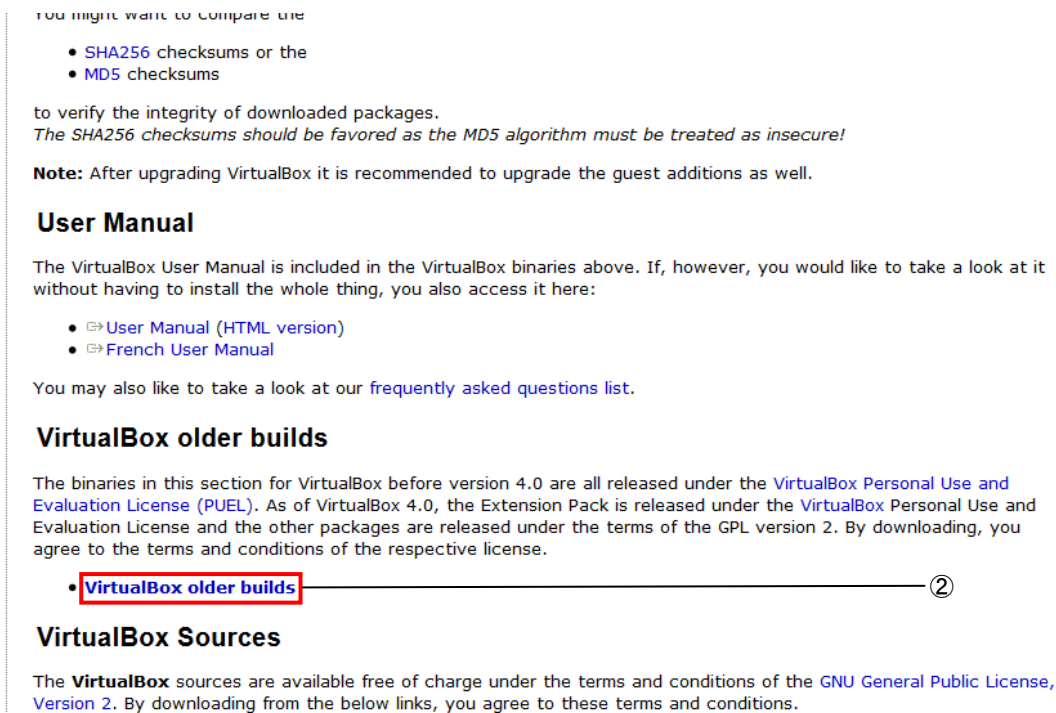 You might want to compare the
SHA256 checksums or the
MD5 checksums
to verify the integrity of downloaded packages.
The SHA256 checksums should be favored as the MD5 algorithm must be treated as insecure!
Note: After upgrading VirtualBox it is recommended to upgrade the guest additions as well.
User Manual
The VirtualBox User Manual is included in the VirtualBox binaries above. If, however, you would like to take a look at it
without having to install the whole thing, you also access it here:
User Manual (HTML version)
French User Manual
You may also like to take a look at our frequently asked questions list.
VirtualBox older builds
The binaries in this section for VirtualBox before version 4.0 are all released under the VirtualBox Personal Use and
Evaluation License (PUEL). As of VirtualBox 4.0, the Extension Pack is released under the VirtualBox Personal Use and
Evaluation License and the other packages are released under the terms of the GPL version 2. By downloading, you
agree to the terms and conditions of the respective license.
VirtualBox older builds ②
VirtualBox Sources
The VirtualBox sources are available free of charge under the terms and conditions of the GNU General Public License,
Version 2. By downloading from the below links, you agree to these terms and conditions.